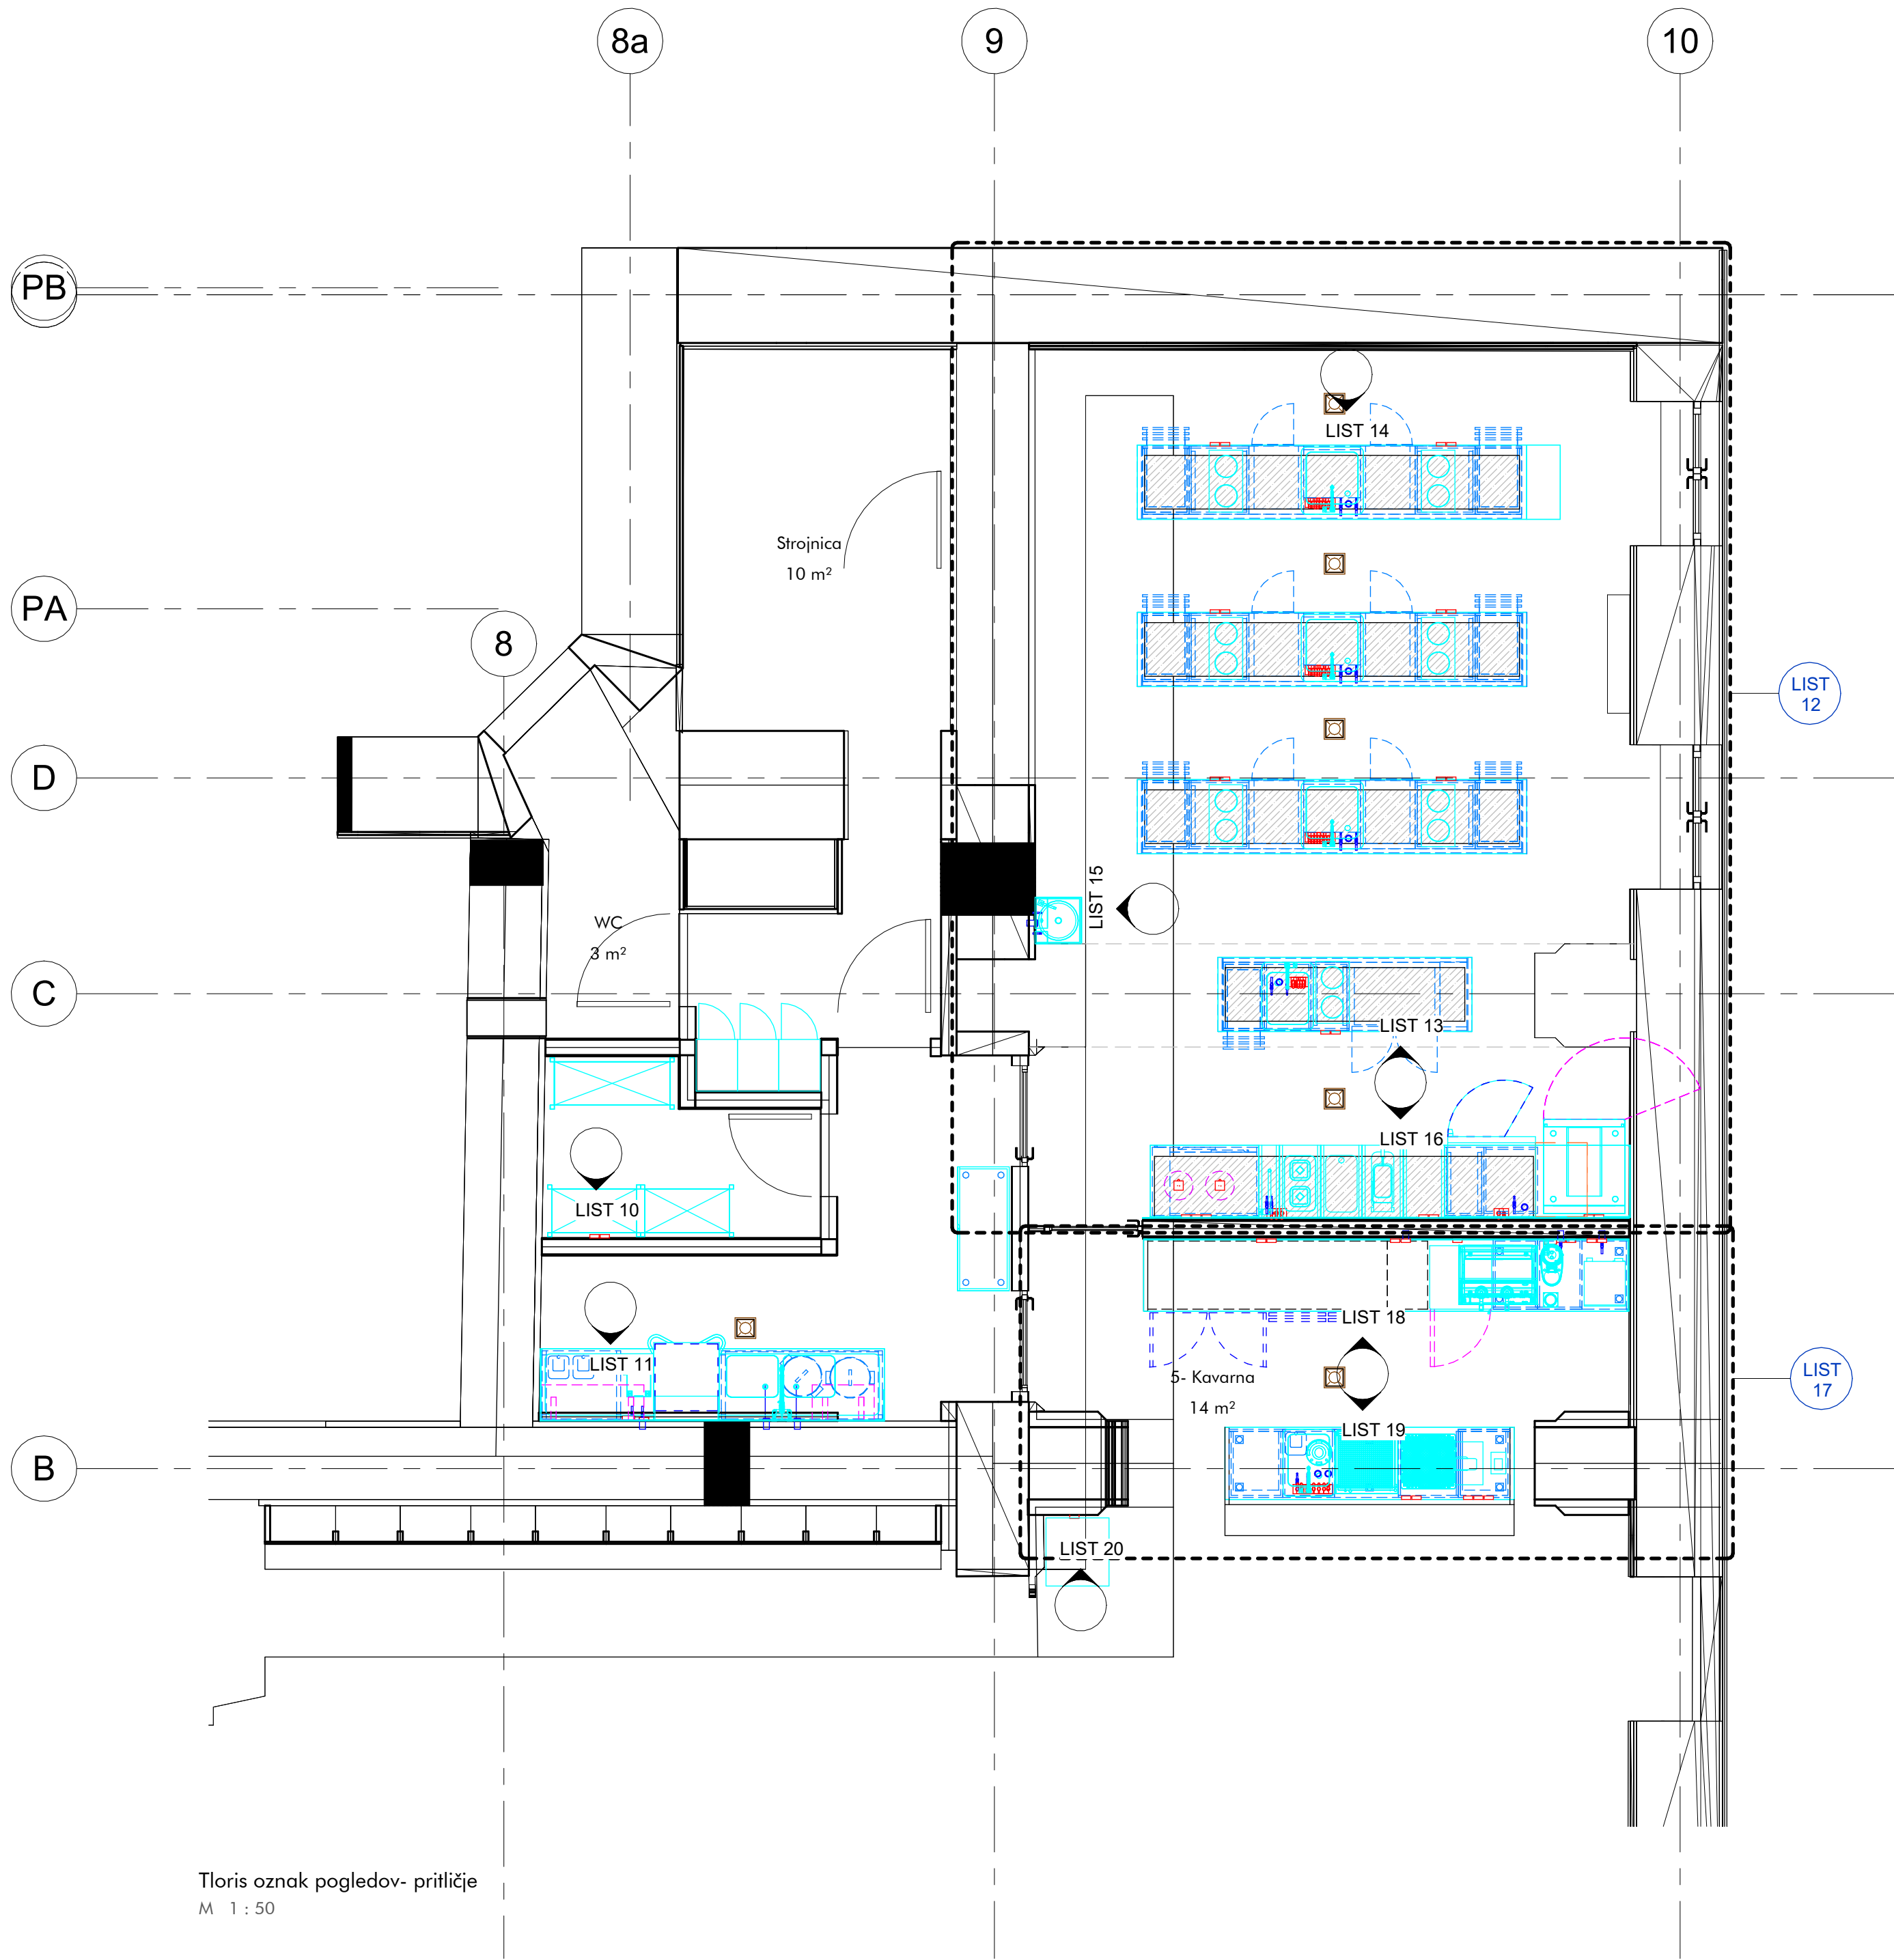 8a
9
10
PB
LIST 14
Strojnica
10 m²
PA
8
LIST
12
D
LIST 15
WC
3 m²
C
LIST 13
LIST 16
LIST 10
LIST 18
LIST 11
5- Kavarna
14 m²
LIST
17
LIST 19
B
LIST 20
Tloris oznak pogledov- pritličje
M 1 : 50